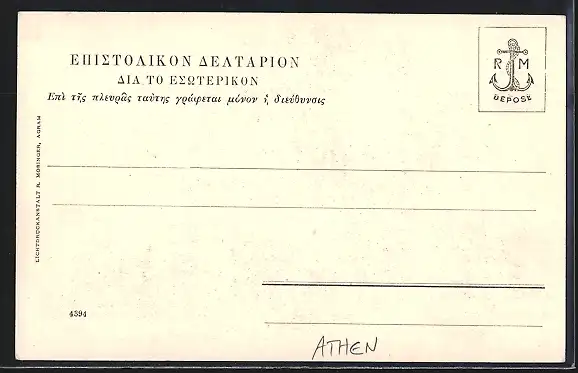 ΕΠΙΣΤΟΛΙΚΟΝ ΔΕΛΤΑΡΙΟΝ
ΔΙΑ ΤΟ ΕΣΩΤΕΡΙΚΟΝ
Ἐπὶ τῆς πλευρᾶς ταύτης γράφεται μόνον ἡ διεύθυνσις
R M
DEPOSE
LICHTDRUCKANSTALT R. MOSINGER, AGRAM
4394
ATHEN